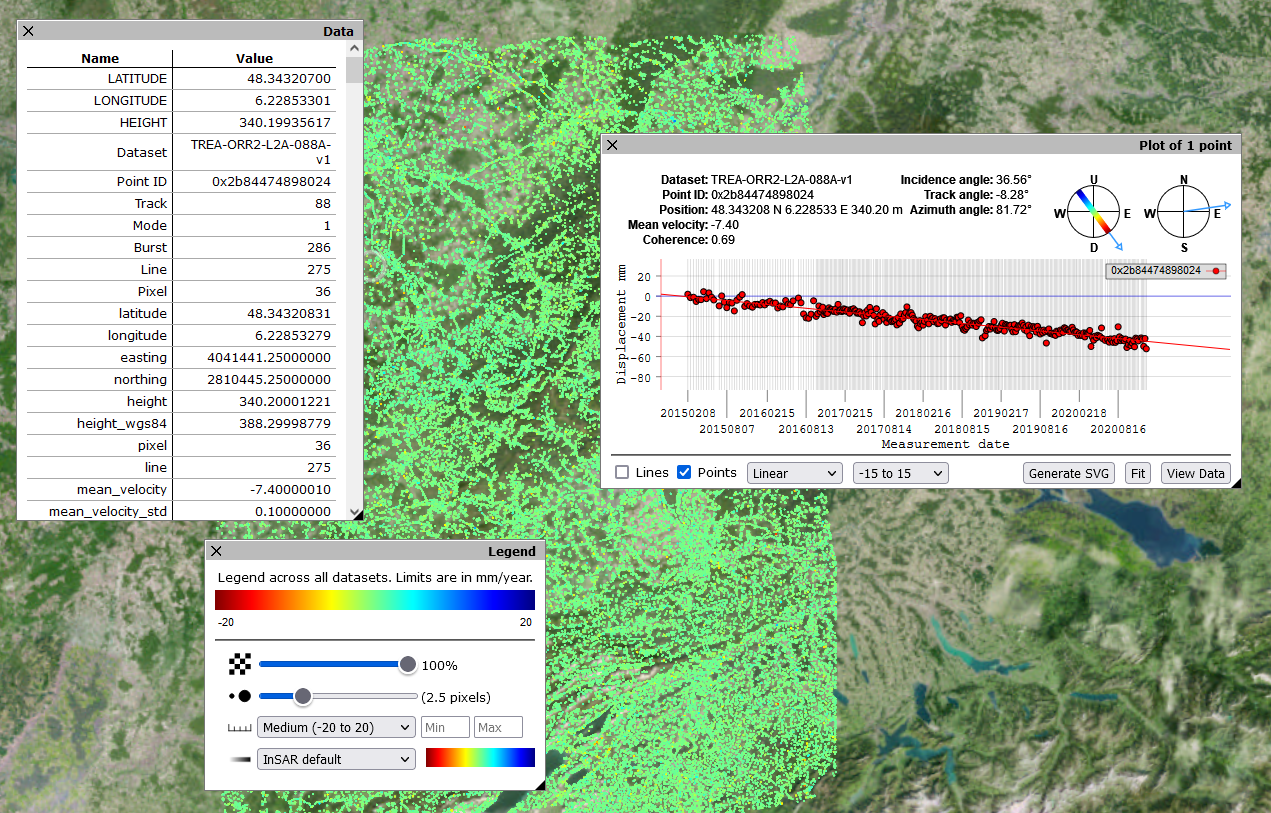 Data
Name Value
LATITUDE 48.34320700
LONGITUDE 6.22853301
HEIGHT 340.19935617
Dataset TREA-ORR2-L2A-088A-
v1
Point ID 0x2b84474898024
Track 88
Mode 1
Burst 286
Line 275
Pixel 36
latitude 48.34320831
longitude 6.22853279
easting 4041441.25000000
northing 2810445.25000000
height 340.20001221
height_wgs84 388.29998779
pixel 36
line 275
mean_velocity -7.40000010
mean_velocity_std 0.10000000
Plot of 1 point
Dataset: TREA-ORR2-L2A-088A-v1 Incidence angle: 36.56°
Point ID: 0x2b84474898024 Track angle: -8.28°
Position: 48.343208 N 6.228533 E 340.20 m Azimuth angle: 81.72°
Mean velocity: -7.40
Coherence: 0.69
U
W E
D
N
W E
S
0x2b84474898024
Displacement mm
20
0
-20
-40
-60
-80
20150208 20160215 20170215 20180216 20190217 20200218
20150807 20160813 20170814 20180815 20190816 20200816
Measurement date
Lines Points Linear -15 to 15 Generate SVG Fit View Data
Legend
Legend across all datasets. Limits are in mm/year.
-20 20
100%
(2.5 pixels)
Medium (-20 to 20) Min Max
InSAR default